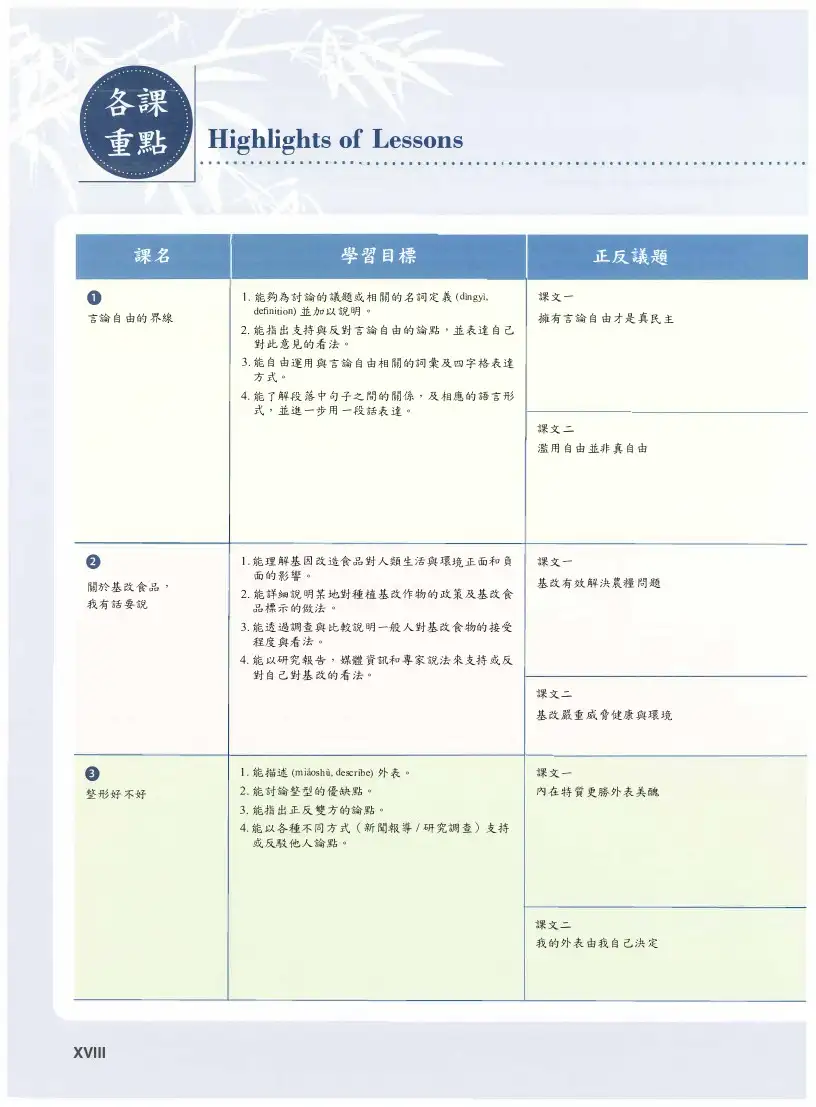 各課
重點
Highlights of Lessons
課名
學習目標
正反議題
1
言論自由的界線
1. 能夠為討論的議題或相關的名詞定義 (dìngyì,
definition) 並加以說明。
2. 能指出支持與反對言論自由的論點,並表達自己
對此意見的看法。
3. 能自由運用與言論自由相關的詞彙及四字格表達
方式。
4. 能了解段落中句子之間的關係,及相應的語言形
式,並進一步用一段話表達。
課文一
擁有言論自由才是真民主
課文二
濫用自由並非真自由
2
關於基改食品,
我有話要說
1. 能理解基因改造食品對人類生活與環境正面和負
面的影響。
2. 能詳細說明某地對種植基改作物的政策及基改食
品標示的做法。
3. 能透過調查與比較說明一般人對基改食物的接受
程度與看法。
4. 能以研究報告,媒體資訊和專家說法來支持或反
對自己對基改的看法。
課文一
基改有效解決農糧問題
課文二
基改嚴重威脅健康與環境
3
整形好不好
1. 能描述 (miáoshù, describe) 外表。
2. 能討論整型的優缺點。
3. 能指出正反雙方的論點。
4. 能以各種不同方式(新聞報導/研究調查)支持
或反駁他人論點。
課文一
內在特質更勝外表美醜
課文二
我的外表由我自己決定
XVIII